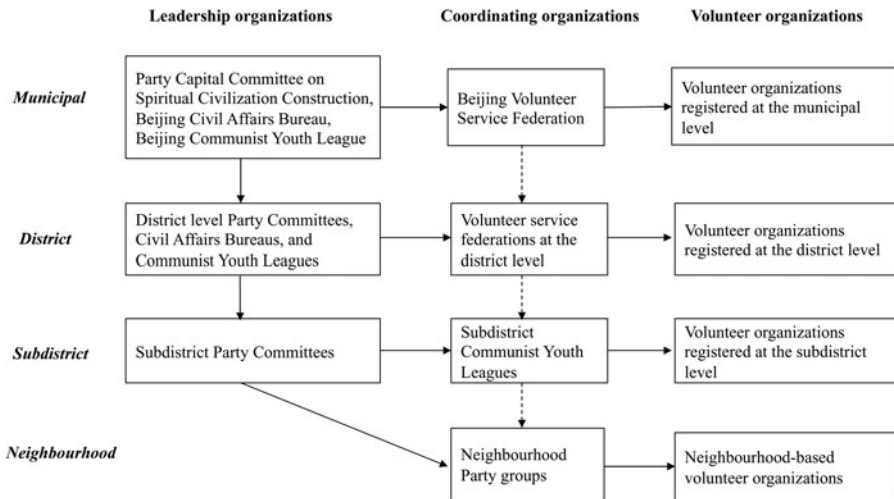 Leadership organizations
Coordinating organizations
Volunteer organizations
Municipal
Party Capital Committee on
Spiritual Civilization Construction,
Beijing Civil Affairs Bureau,
Beijing Communist Youth League
Beijing Volunteer
Service Federation
Volunteer organizations
registered at the municipal
level
District
District level Party Committees,
Civil Affairs Bureaus, and
Communist Youth Leagues
Volunteer service
federations at the
district level
Volunteer organizations
registered at the district level
Subdistrict
Subdistrict Party Committees
Subdistrict
Communist Youth
Leagues
Volunteer organizations
registered at the subdistrict
level
Neighbourhood
Neighbourhood
Party groups
Neighbourhood-based
volunteer organizations